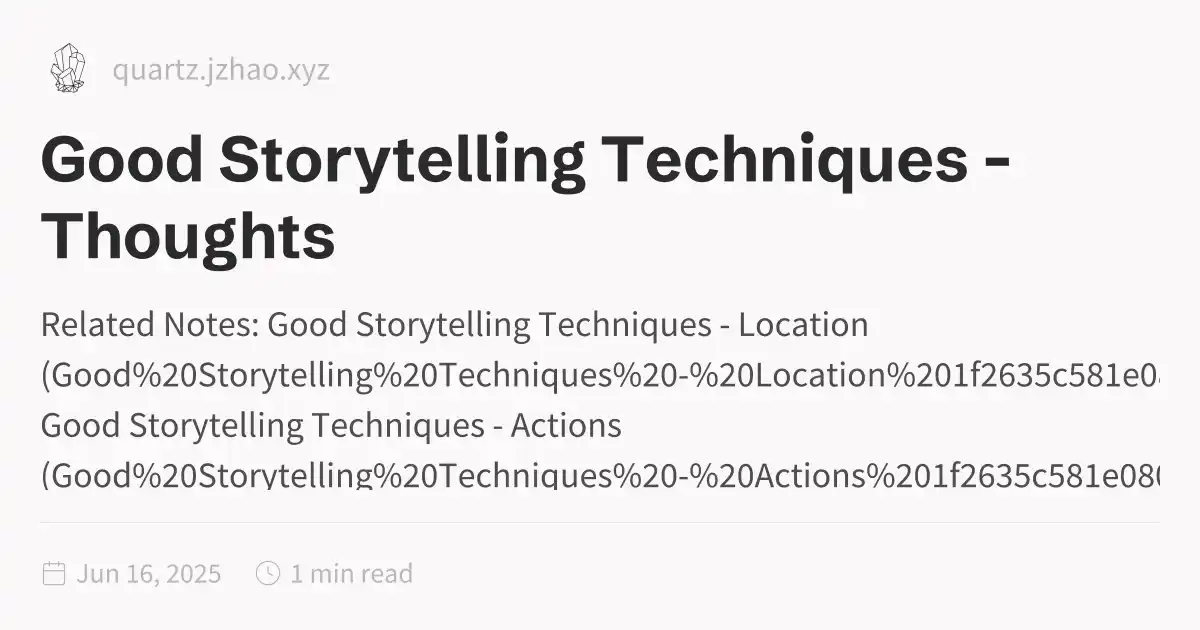 quartz.jzhao.xyz
Good Storytelling Techniques -
Thoughts
Related Notes: Good Storytelling Techniques - Location
(Good%20Storytelling%20Techniques%20-%20Location%201f2635c581e0
Good Storytelling Techniques - Actions
(Good%20Storytelling%20Techniques%20-%20Actions%201f2635c581e080
Jun 16, 2025
1 min read